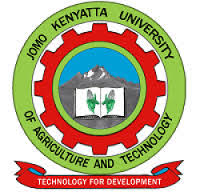 JOMO KENYATTA UNIVERSITY
OF AGRICULTURE AND TECHNOLOGY
TECHNOLOGY FOR DEVELOPMENT